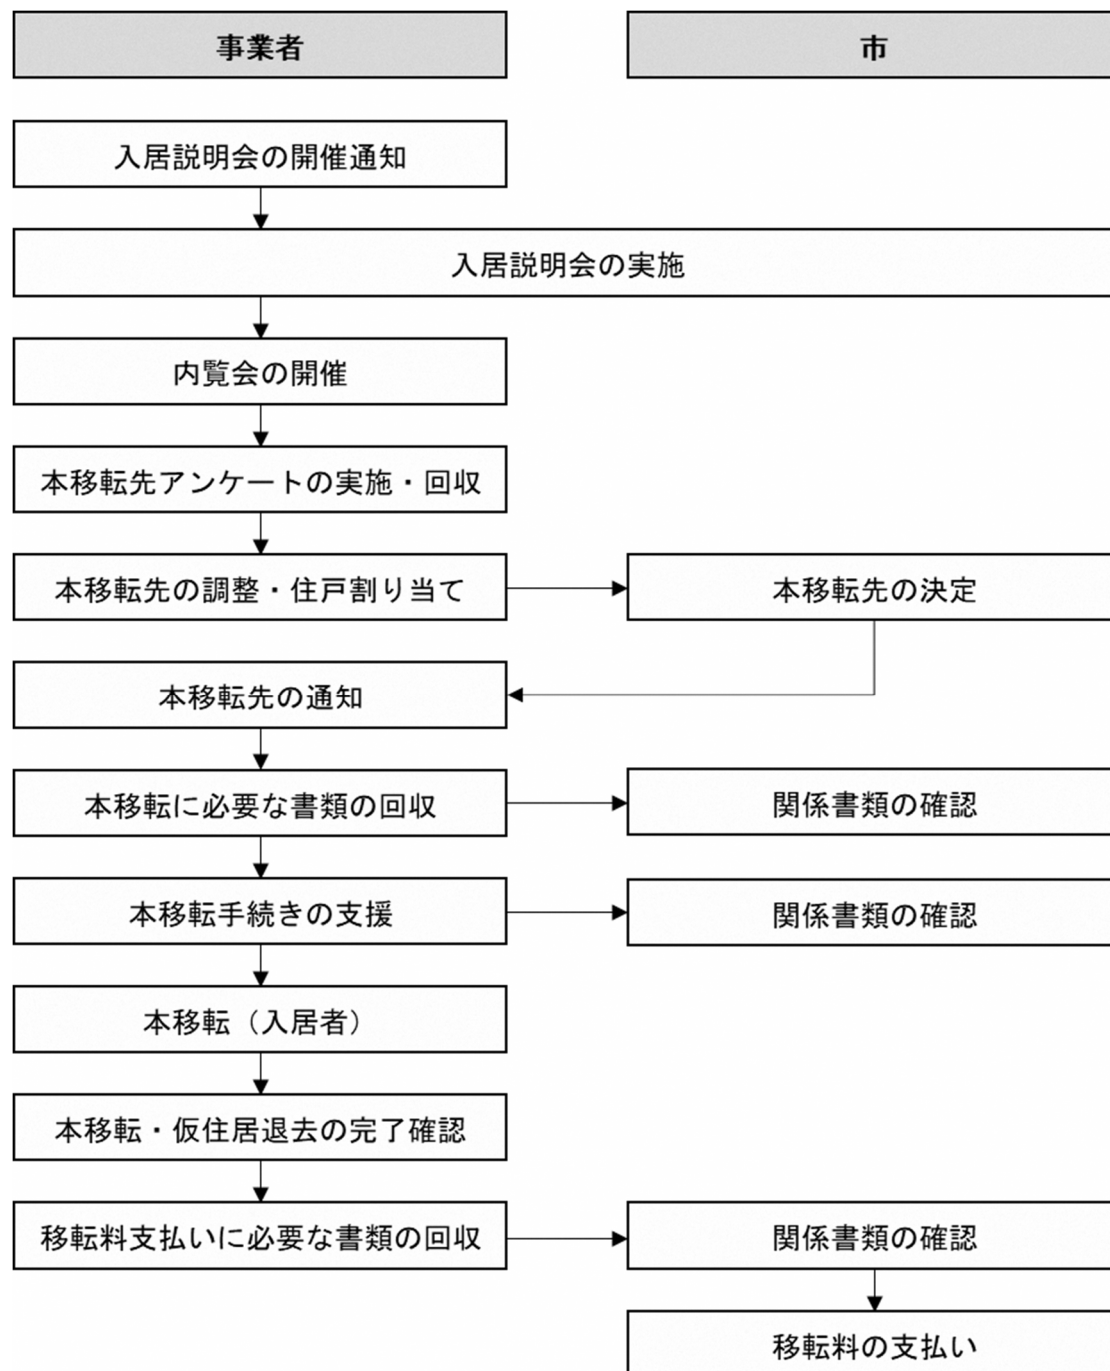 事業者
市
入居説明会の開催通知
入居説明会の実施
内覧会の開催
本移転先アンケートの実施・回収
本移転先の調整・住戸割り当て
本移転先の決定
本移転先の通知
本移転に必要な書類の回収
関係書類の確認
本移転手続きの支援
関係書類の確認
本移転（入居者）
本移転・仮住居退去の完了確認
移転料支払いに必要な書類の回収
関係書類の確認
移転料の支払い